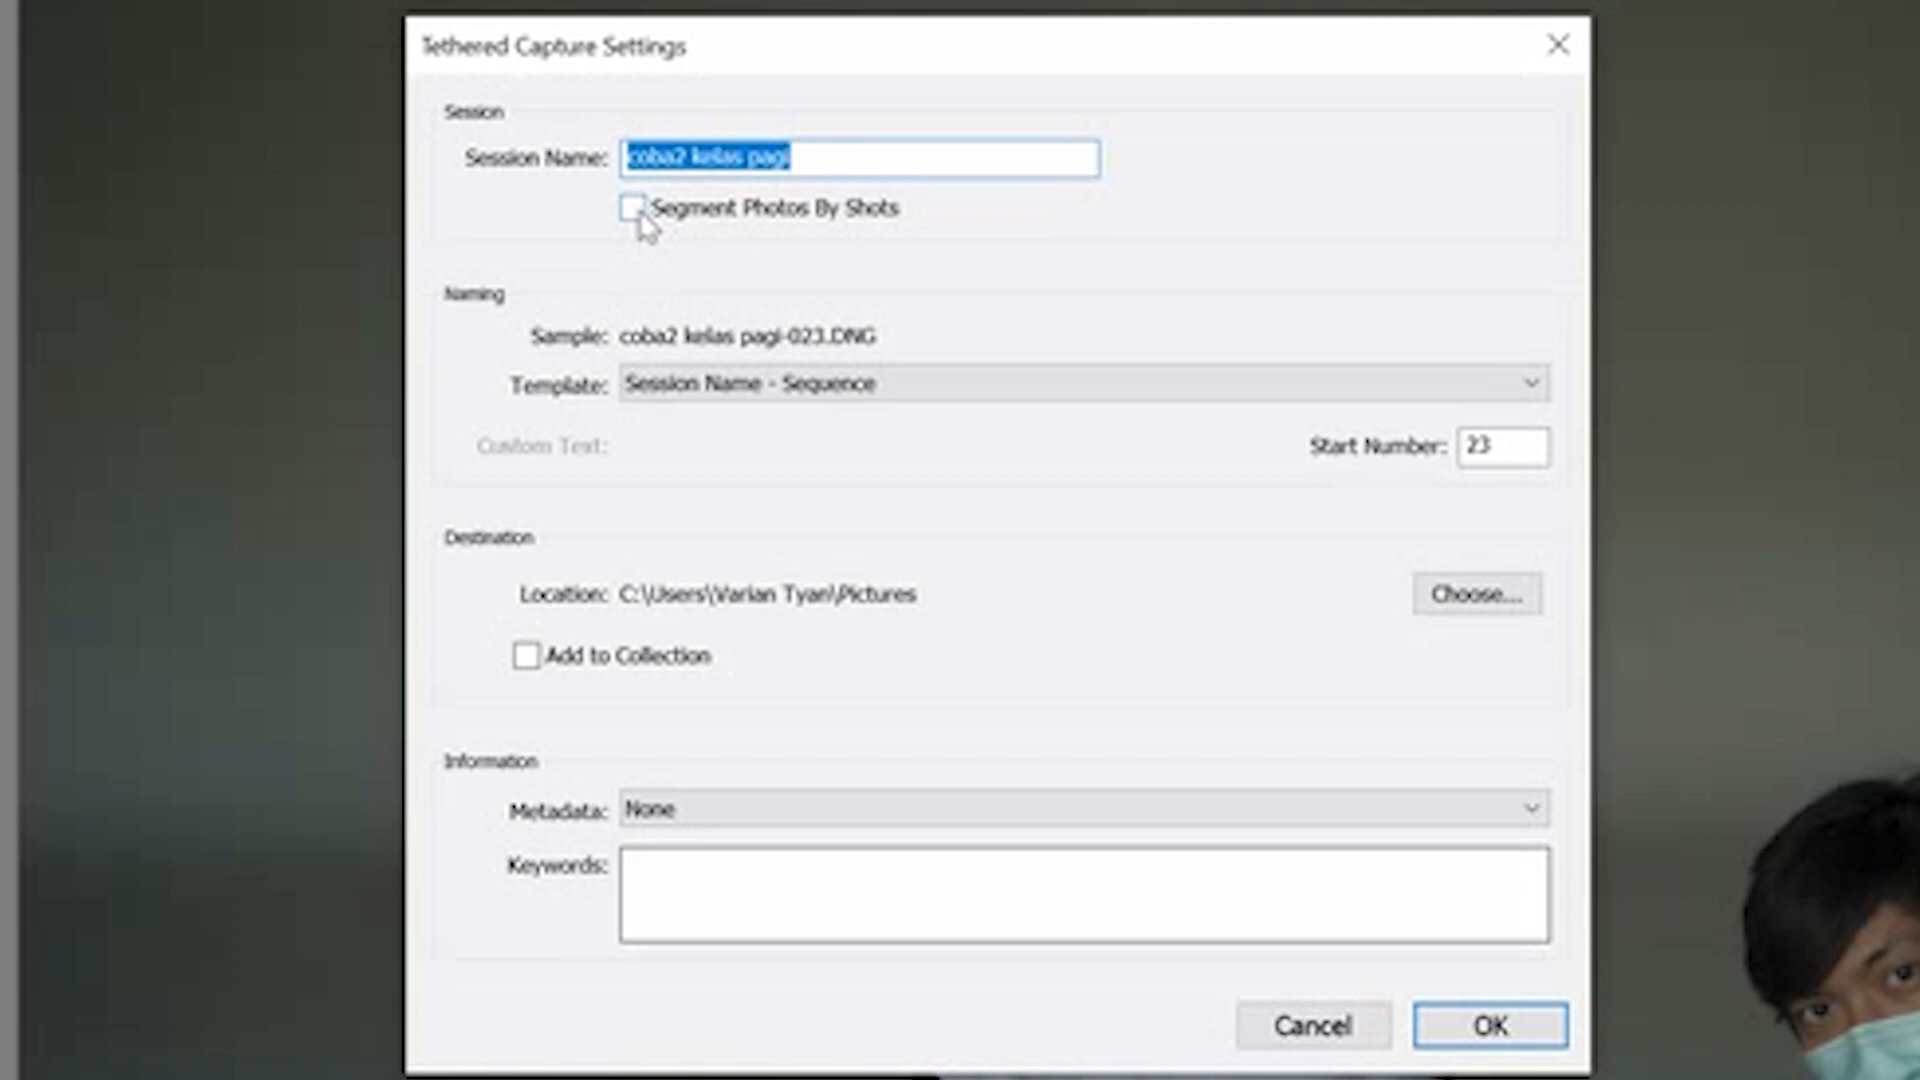 Tethered Capture Settings
Session
Session Name: coba2 kelas pagi
Segment Photos By Shots
Naming
Sample: coba2 kelas pagi-023.DNG
Template: Session Name - Sequence
Custom Text:
Start Number: 23
Destination
Location: C:\Users\Varian Tyan\Pictures
Choose...
Add to Collection
Information
Metadata: None
Keywords:
Cancel OK